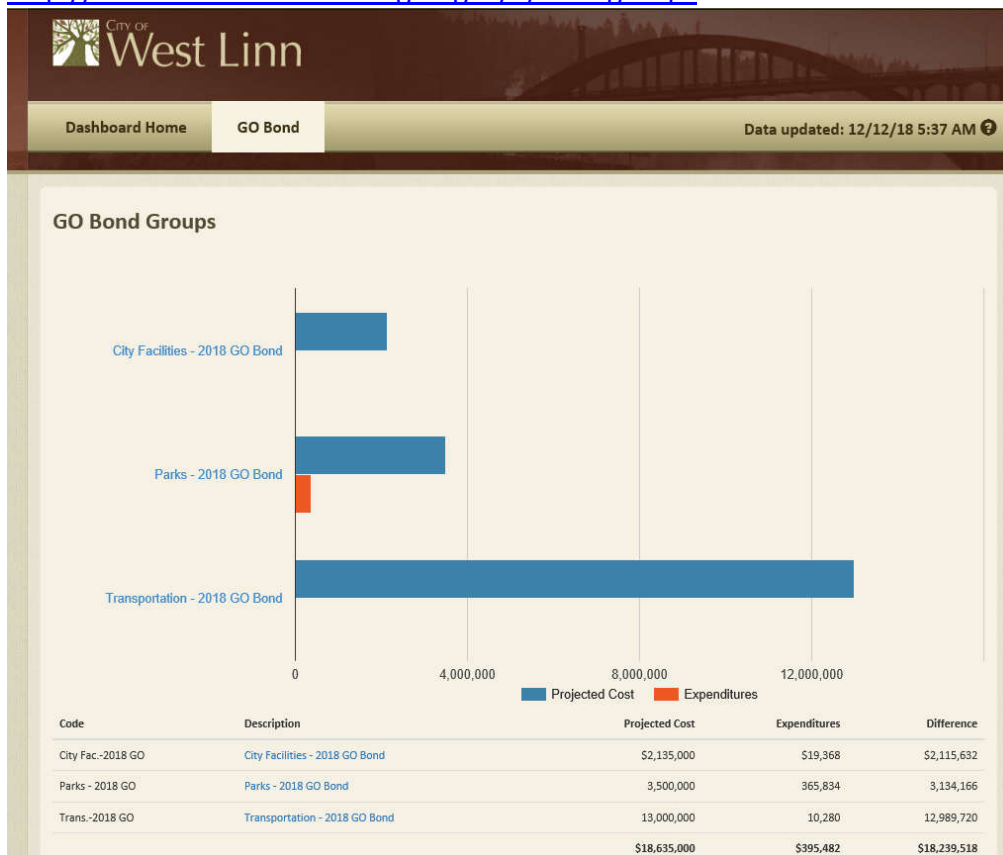 CITY OF
West Linn
Dashboard Home GO Bond Data updated: 12/12/18 5:37 AM ?
GO Bond Groups
City Facilities - 2018 GO Bond
Parks - 2018 GO Bond
Transportation - 2018 GO Bond
0 4,000,000 8,000,000 12,000,000
Projected Cost Expenditures
Code Description Projected Cost Expenditures Difference
City Fac.-2018 GO City Facilities - 2018 GO Bond $2,135,000 $19,368 $2,115,632
Parks - 2018 GO Parks - 2018 GO Bond 3,500,000 365,834 3,134,166
Trans.-2018 GO Transportation - 2018 GO Bond 13,000,000 10,280 12,989,720
$18,635,000 $395,482 $18,239,518